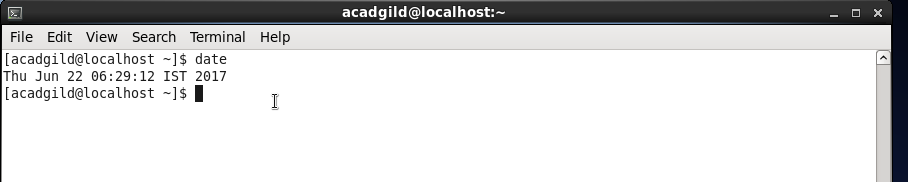 acadgild@localhost:~
File Edit View Search Terminal Help
[acadgild@localhost ~]$ date
Thu Jun 22 06:29:12 IST 2017
[acadgild@localhost ~]$